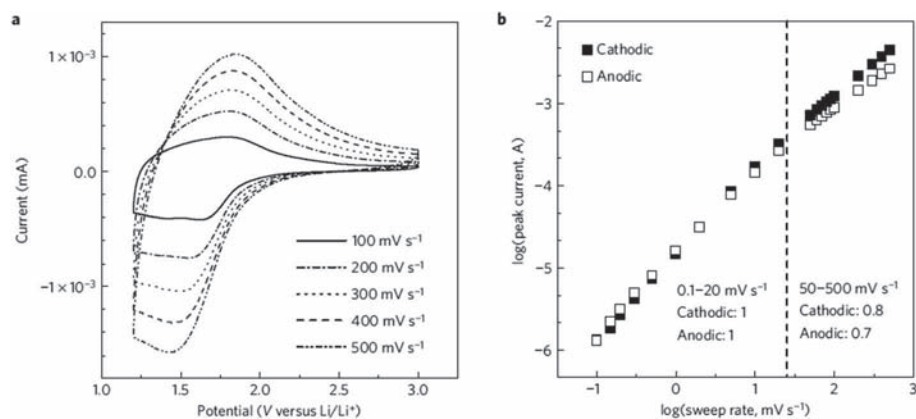 a
Current (mA)
1 × 10⁻³
0.0
−1 × 10⁻³
1.0
1.5
2.0
2.5
3.0
Potential (V versus Li/Li⁺)
100 mV s⁻¹
200 mV s⁻¹
300 mV s⁻¹
400 mV s⁻¹
500 mV s⁻¹
b
log(peak current, A)
−2
−3
−4
−5
−6
−1
0
1
2
3
log(sweep rate, mV s⁻¹)
Cathodic
Anodic
0.1–20 mV s⁻¹
Cathodic: 1
Anodic: 1
50–500 mV s⁻¹
Cathodic: 0.8
Anodic: 0.7